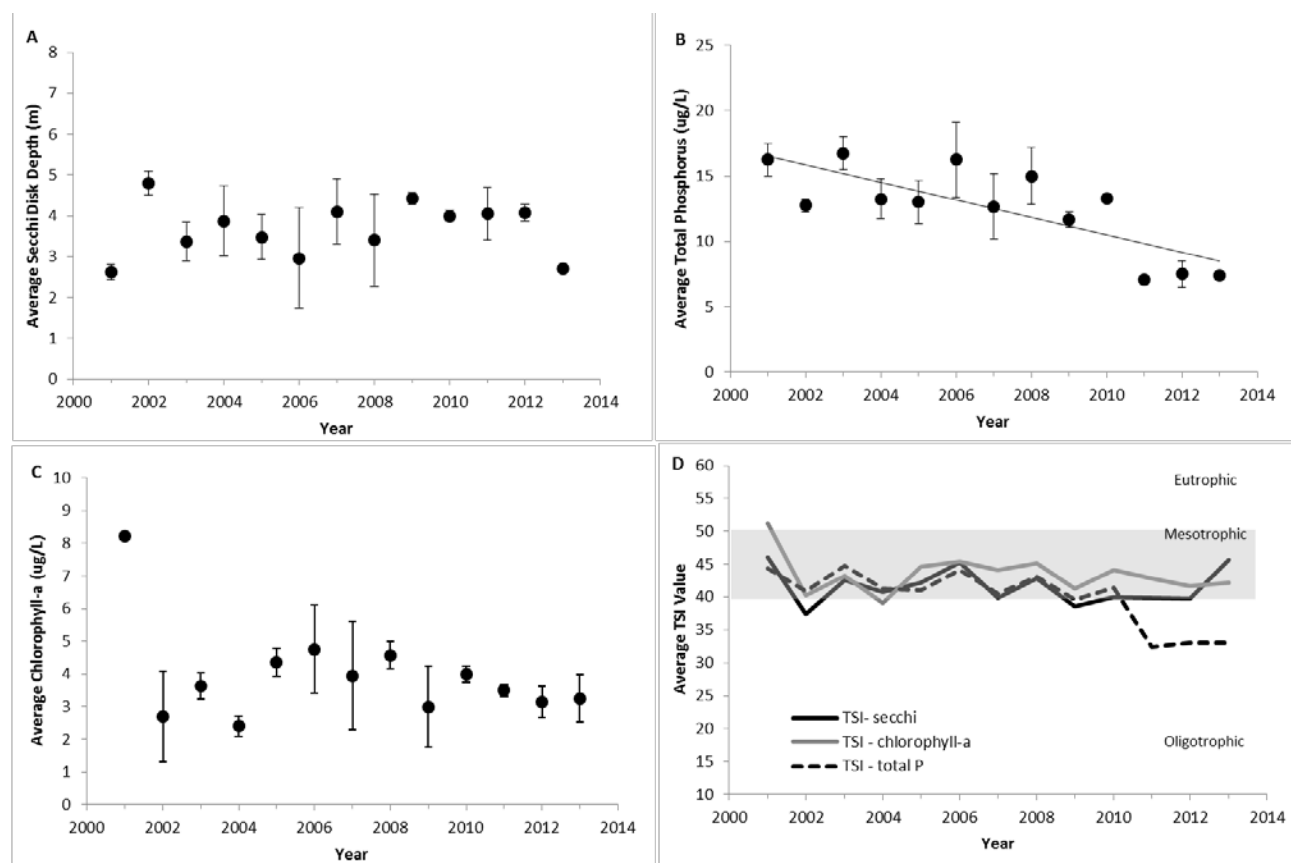 A
Average Secchi Disk Depth (m)
8
7
6
5
4
3
2
1
0
2000 2002 2004 2006 2008 2010 2012 2014
Year
B
Average Total Phosphorus (ug/L)
25
20
15
10
5
0
2000 2002 2004 2006 2008 2010 2012 2014
Year
C
Average Chlorophyll-a (ug/L)
10
9
8
7
6
5
4
3
2
1
0
2000 2002 2004 2006 2008 2010 2012 2014
Year
D
Average TSI Value
60
55
50
45
40
35
30
25
20
15
10
Eutrophic
Mesotrophic
Oligotrophic
TSI- secchi
TSI - chlorophyll-a
TSI - total P
2000 2002 2004 2006 2008 2010 2012 2014
Year